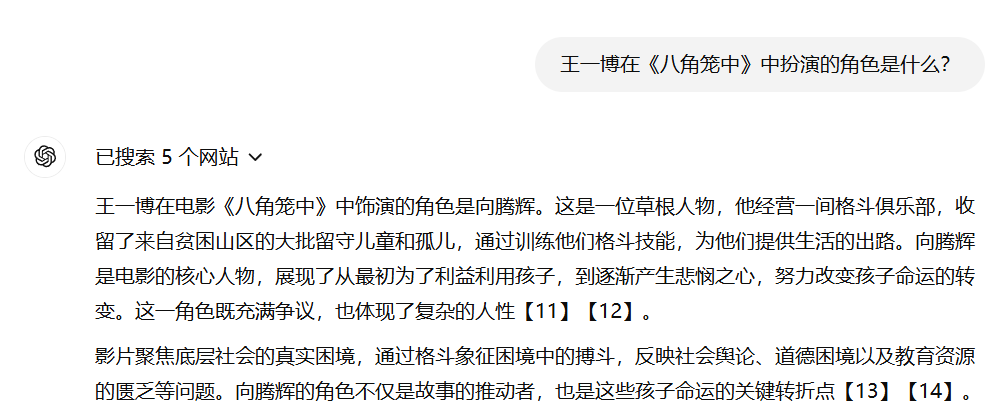 王一博在《八角笼中》中扮演的角色是什么？
已搜索 5 个网站
王一博在电影《八角笼中》中饰演的角色是向腾辉。这是一位草根人物，他经营一间格斗俱乐部，收
留了来自贫困山区的大批留守儿童和孤儿，通过训练他们格斗技能，为他们提供生活的出路。向腾辉
是电影的核心人物，展现了从最初为了利益利用孩子，到逐渐产生悲悯之心，努力改变孩子命运的转
变。这一角色既充满争议，也体现了复杂的人性【11】【12】。
影片聚焦底层社会的真实困境，通过格斗象征困境中的搏斗，反映社会舆论、道德困境以及教育资源
的匮乏等问题。向腾辉的角色不仅是故事的推动者，也是这些孩子命运的关键转折点【13】【14】。